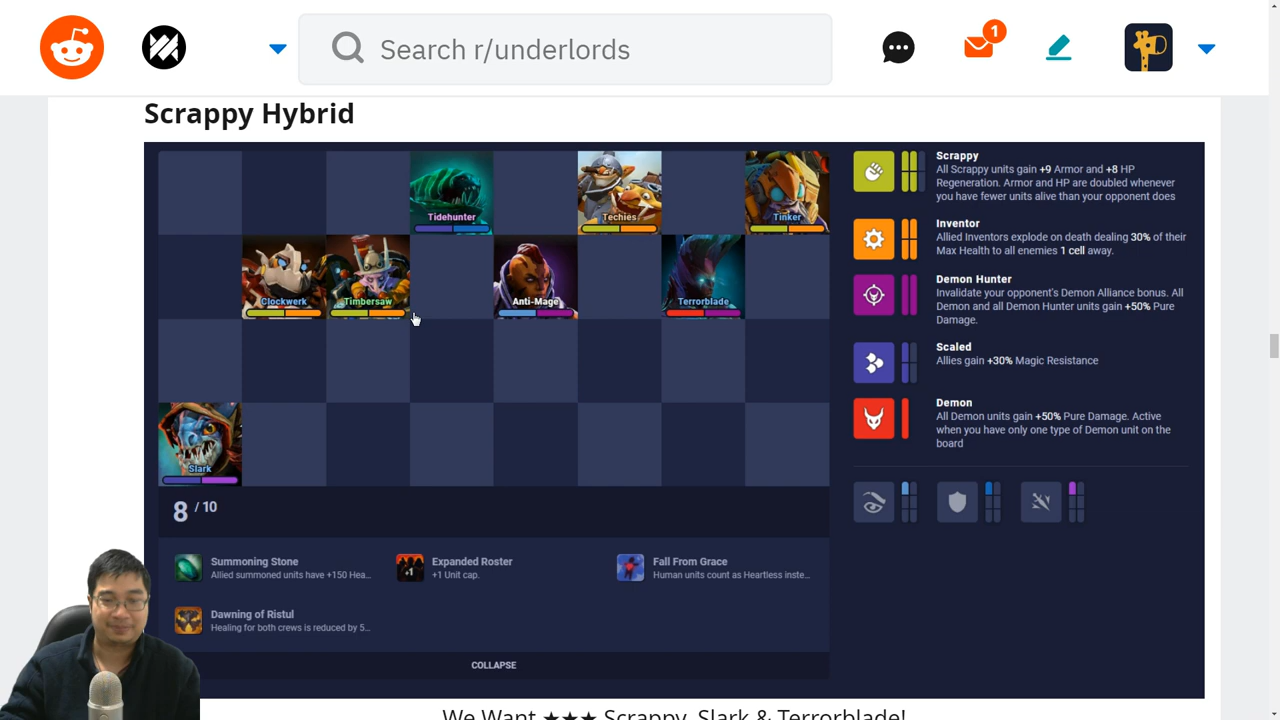 Search r/underlords
1
Scrappy Hybrid
Tidehunter
Techies
Tinker
Clockwerk
Timbersaw
Anti-Mage
Terrorblade
Slark
8 / 10
Scrappy
All Scrappy units gain +9 Armor and +8 HP
Regeneration. Armor and HP are doubled whenever
you have fewer units alive than your opponent does
Inventor
Allied Inventors explode on death dealing 30% of their
Max Health to all enemies 1 cell away.
Demon Hunter
Invalidate your opponent's Demon Alliance bonus. All
Demon and all Demon Hunter units gain +50% Pure
Damage.
Scaled
Allies gain +30% Magic Resistance
Demon
All Demon units gain +50% Pure Damage. Active
when you have only one type of Demon unit on the
board
Summoning Stone
Allied summoned units have +150 Hea...
Expanded Roster
+1 Unit cap.
+1
Fall From Grace
Human units count as Heartless inste...
Dawning of Ristul
Healing for both crews is reduced by 5...
COLLAPSE
We Want ★★★ Scrappy, Slark & Terrorblade!